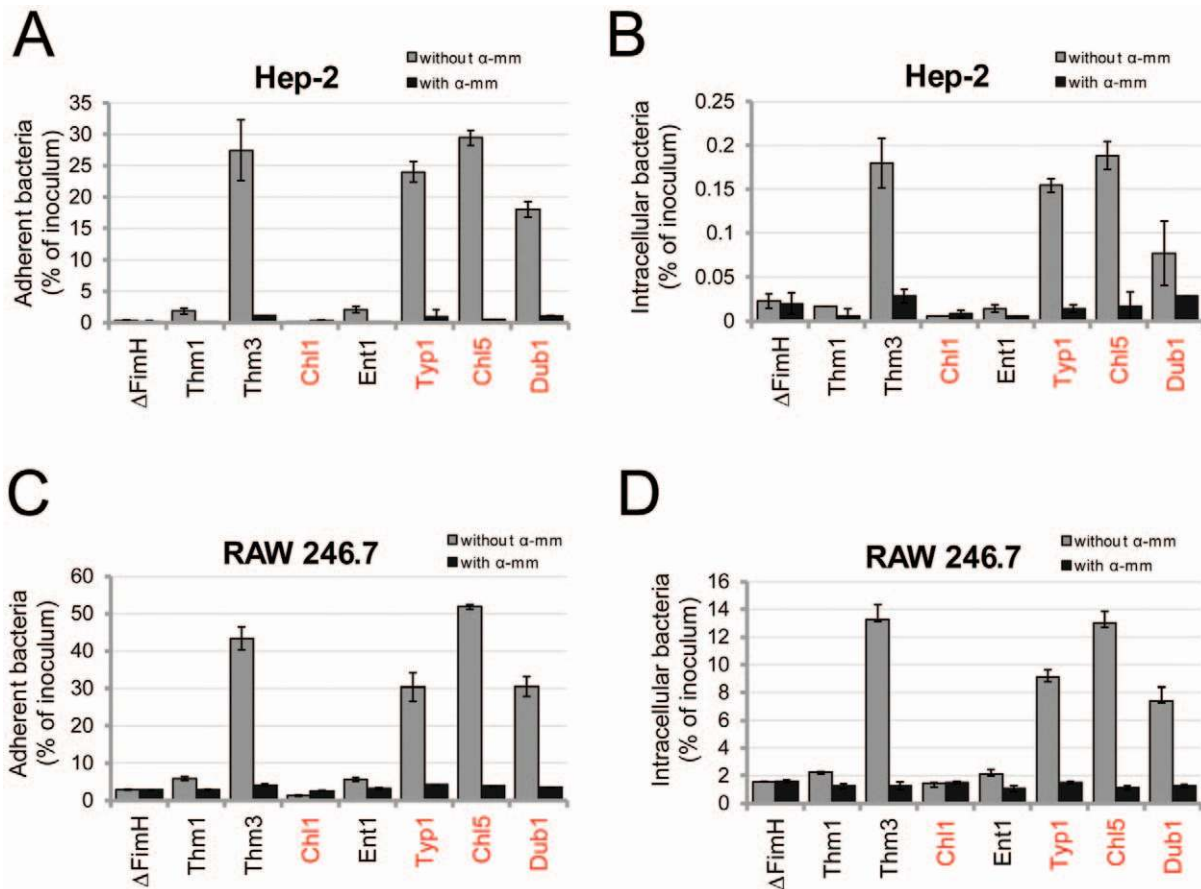 A
Hep-2
without α-mm
with α-mm
Adherent bacteria
(% of inoculum)
35
30
25
20
15
10
5
0
ΔFimH
Thm1
Thm3
Chl1
Ent1
Typ1
Chl5
Dub1
B
Hep-2
without α-mm
with α-mm
Intracellular bacteria
(% of inoculum)
0.25
0.2
0.15
0.1
0.05
0
ΔFimH
Thm1
Thm3
Chl1
Ent1
Typ1
Chl5
Dub1
C
RAW 246.7
without α-mm
with α-mm
Adherent bacteria
(% of inoculum)
60
50
40
30
20
10
0
ΔFimH
Thm1
Thm3
Chl1
Ent1
Typ1
Chl5
Dub1
D
RAW 246.7
without α-mm
with α-mm
Intracellular bacteria
(% of inoculum)
16
14
12
10
8
6
4
2
0
ΔFimH
Thm1
Thm3
Chl1
Ent1
Typ1
Chl5
Dub1